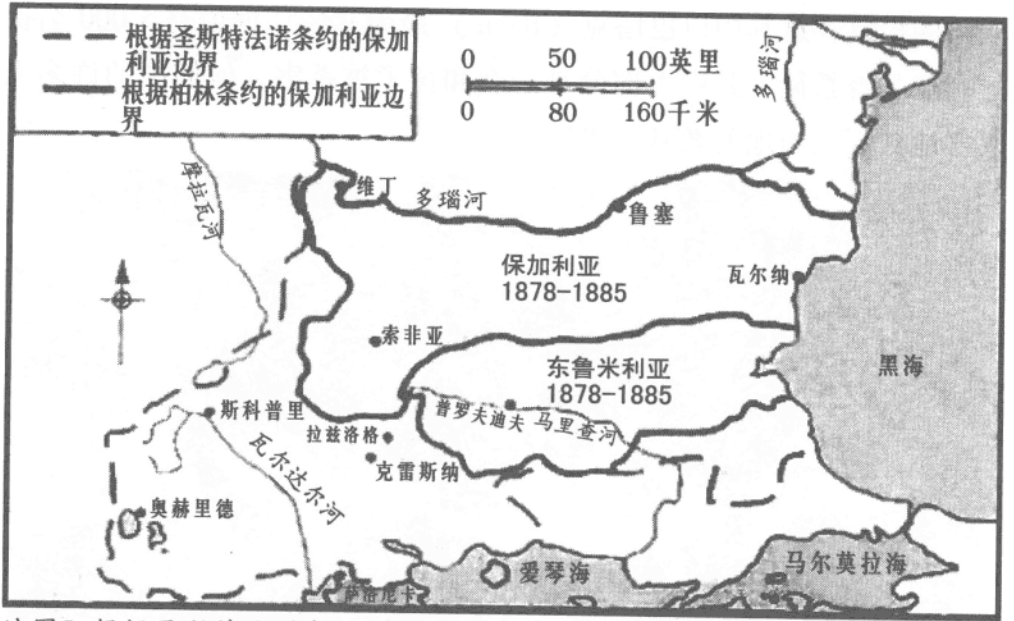 根据圣斯特法诺条约的保加
利亚边界
根据柏林条约的保加利亚边
界
0 50 100英里
0 80 160千米
多瑙河
摩拉瓦河
维丁
多瑙河
鲁塞
保加利亚
1878-1885
瓦尔纳
索非亚
东鲁米利亚
1878-1885
黑海
斯科普里
普罗夫迪夫
马里查河
拉兹洛格
克雷斯纳
瓦尔达尔河
奥赫里德
爱琴海
马尔莫拉海
萨洛尼卡